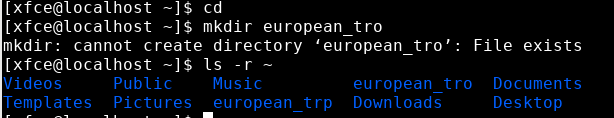 [xfce@localhost ~]$ cd
[xfce@localhost ~]$ mkdir european_tro
mkdir: cannot create directory ‘european_tro’: File exists
[xfce@localhost ~]$ ls -r ~
Videos     Public    Music         european_tro  Documents
Templates  Pictures  european_trp  Downloads     Desktop
[xfce@localhost ~]$